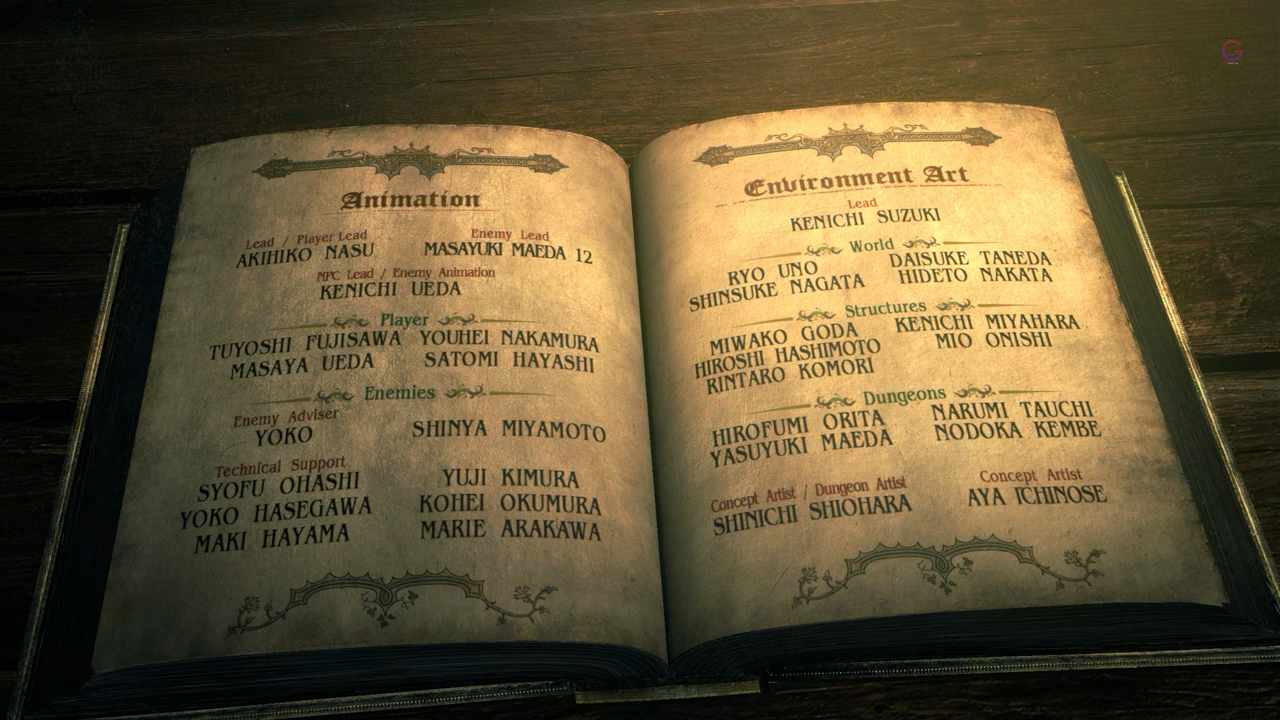 Animation
Lead / Player Lead
AKIHIKO NASU
Enemy Lead
MASAYUKI MAEDA 12
NPC Lead / Enemy Animation
KENICHI UEDA
Player
TUYOSHI FUJISAWA YOUHEI NAKAMURA
MASAYA UEDA SATOMI HAYASHI
Enemies
Enemy Adviser
YOKO
SHINYA MIYAMOTO
Technical Support
SYOFU OHASHI
YUJI KIMURA
YOKO HASEGAWA
KOHEI OKUMURA
MAKI HAYAMA
MARIE ARAKAWA
Environment Art
Lead
KENICHI SUZUKI
World
RYO UNO
DAISUKE TANEDA
SHINSUKE NAGATA
HIDETO NAKATA
Structures
MIWAKO GODA
KENICHI MIYAHARA
HIROSHI HASHIMOTO
MIO ONISHI
RINTARO KOMORI
Dungeons
HIROFUMI ORITA
NARUMI TAUCHI
YASUYUKI MAEDA
NODOKA KEMBE
Concept Artist / Dungeon Artist
SHINICHI SHIOHARA
Concept Artist
AYA ICHINOSE